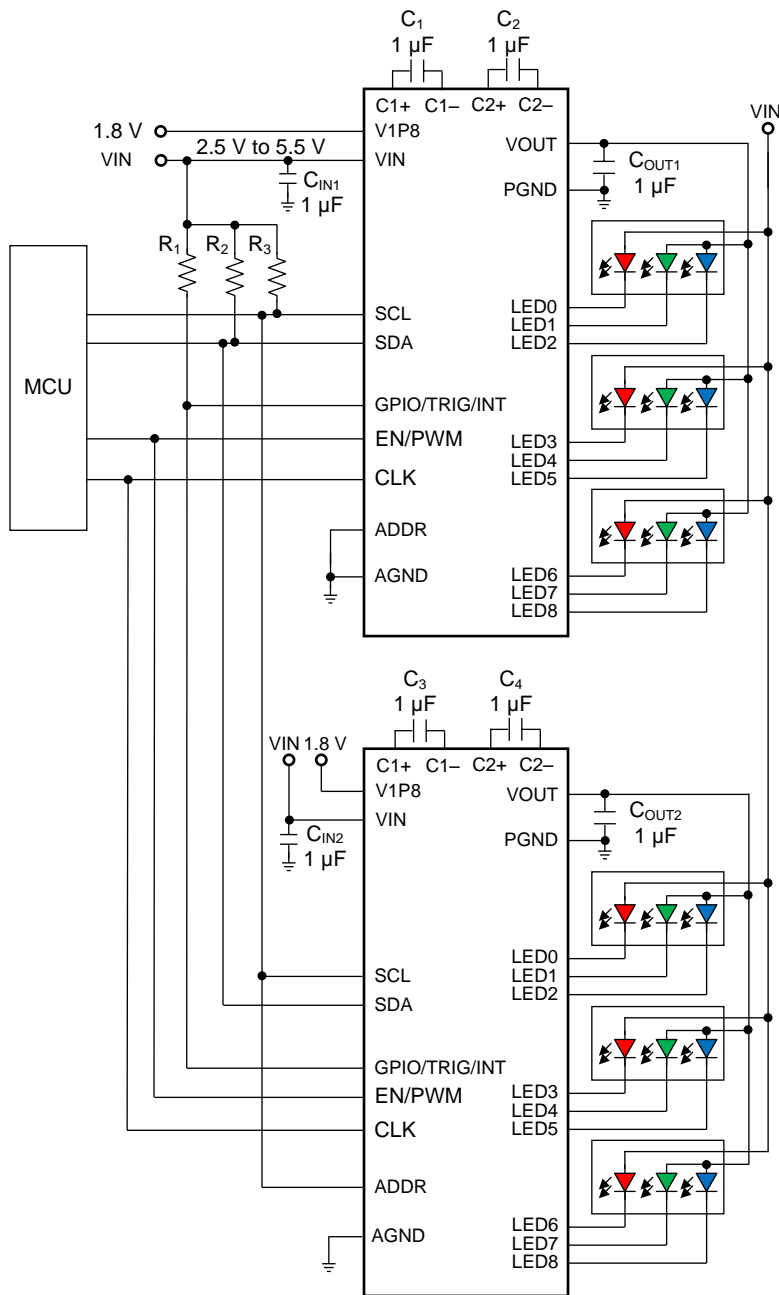 C1
1 µF
C2
1 µF
C1+ C1– C2+ C2–
VIN
1.8 V
V1P8
VOUT
VIN
2.5 V to 5.5 V
VIN
COUT1
1 µF
CIN1
1 µF
PGND
R1 R2 R3
LED0
SCL
LED1
SDA
LED2
MCU
GPIO/TRIG/INT
EN/PWM
LED3
LED4
CLK
LED5
ADDR
AGND
LED6
LED7
LED8
C3
1 µF
C4
1 µF
VIN 1.8 V
C1+ C1– C2+ C2–
V1P8
VOUT
VIN
COUT2
1 µF
CIN2
1 µF
PGND
LED0
SCL
LED1
SDA
LED2
GPIO/TRIG/INT
LED3
EN/PWM
LED4
CLK
LED5
ADDR
LED6
AGND
LED7
LED8